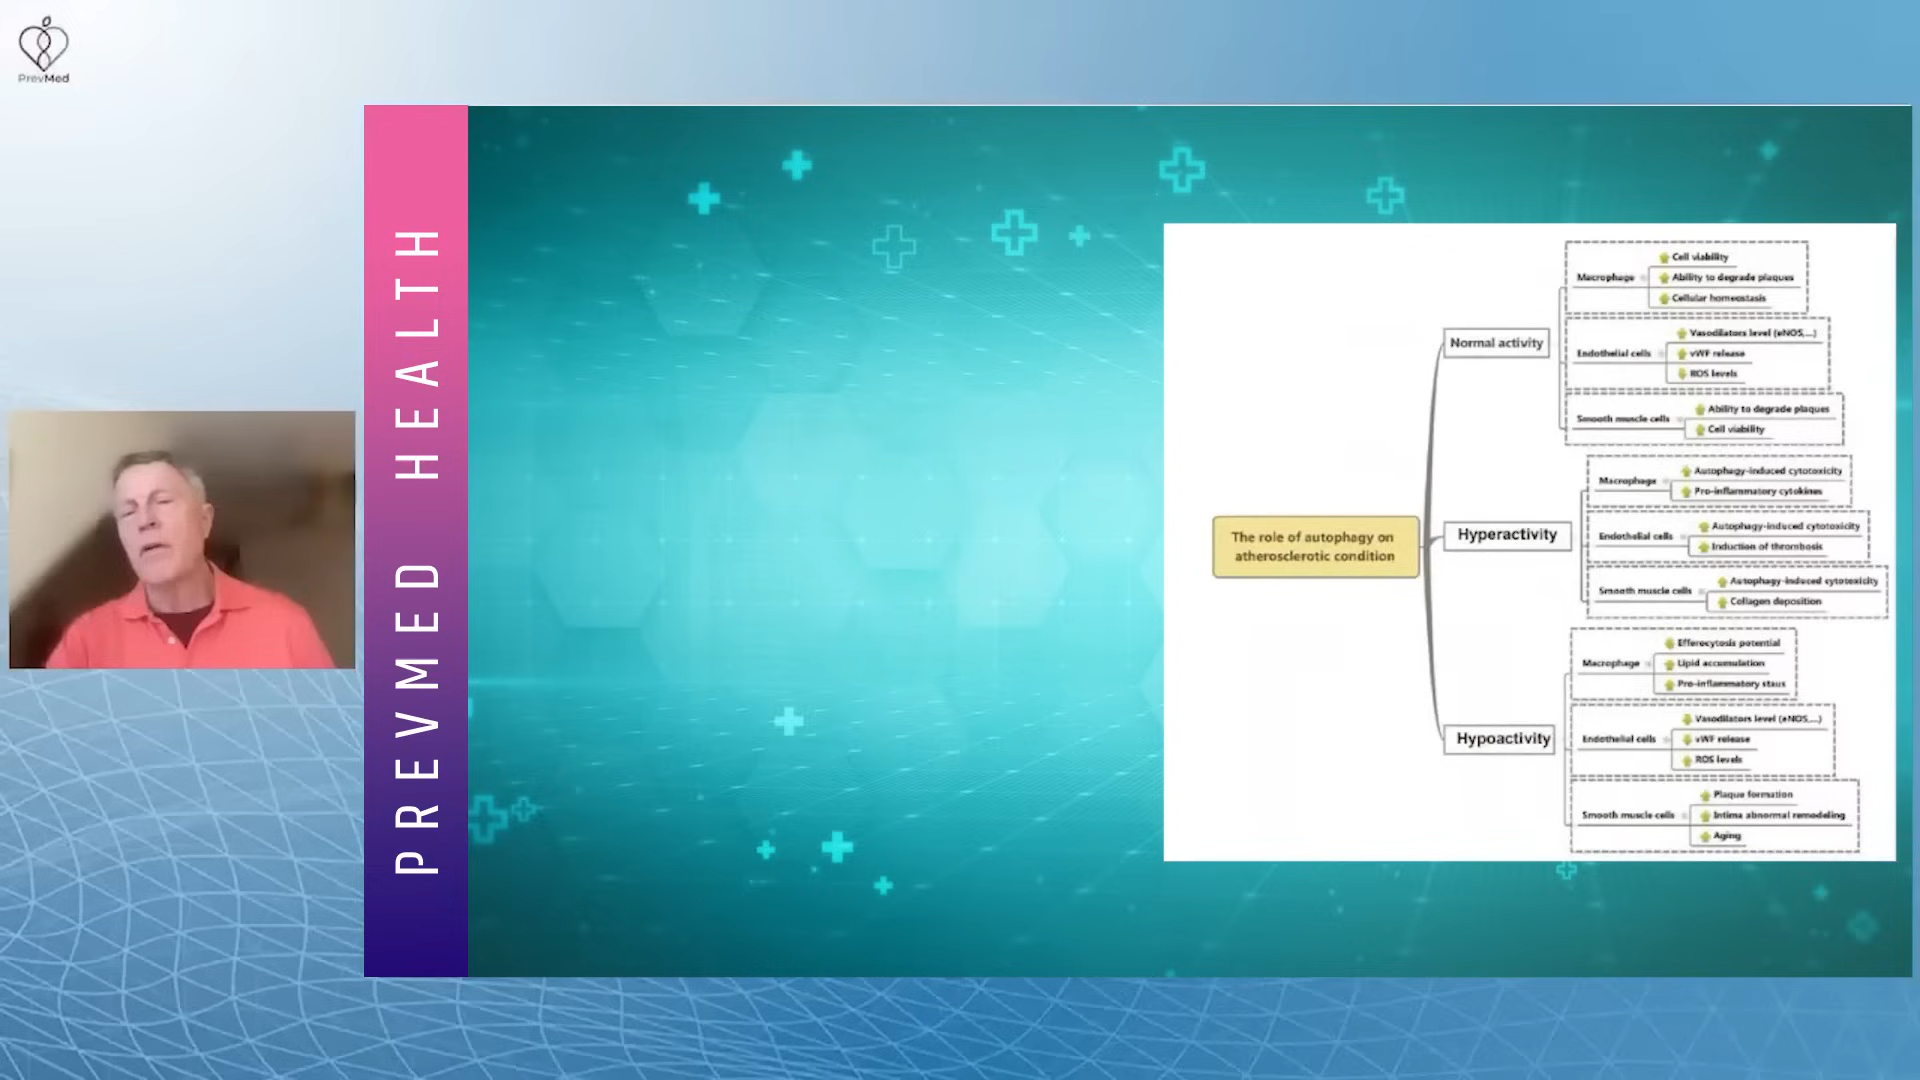 PrevMed
PREVMED HEALTH
The role of autophagy on
atherosclerotic condition
Normal activity
Macrophage
Cell viability
Ability to degrade plaques
Cellular homeostasis
Endothelial cells
Vasodilators level (eNOS,...)
vWF release
ROS levels
Smooth muscle cells
Ability to degrade plaques
Cell viability
Hyperactivity
Macrophage
Autophagy-induced cytotoxicity
Pro-inflammatory cytokines
Endothelial cells
Autophagy-induced cytotoxicity
Induction of thrombosis
Smooth muscle cells
Autophagy-induced cytotoxicity
Collagen deposition
Hypoactivity
Macrophage
Efferocytosis potential
Lipid accumulation
Pro-inflammatory staus
Endothelial cells
Vasodilators level (eNOS,...)
vWF release
ROS levels
Smooth muscle cells
Plaque formation
Intima abnormal remodeling
Aging